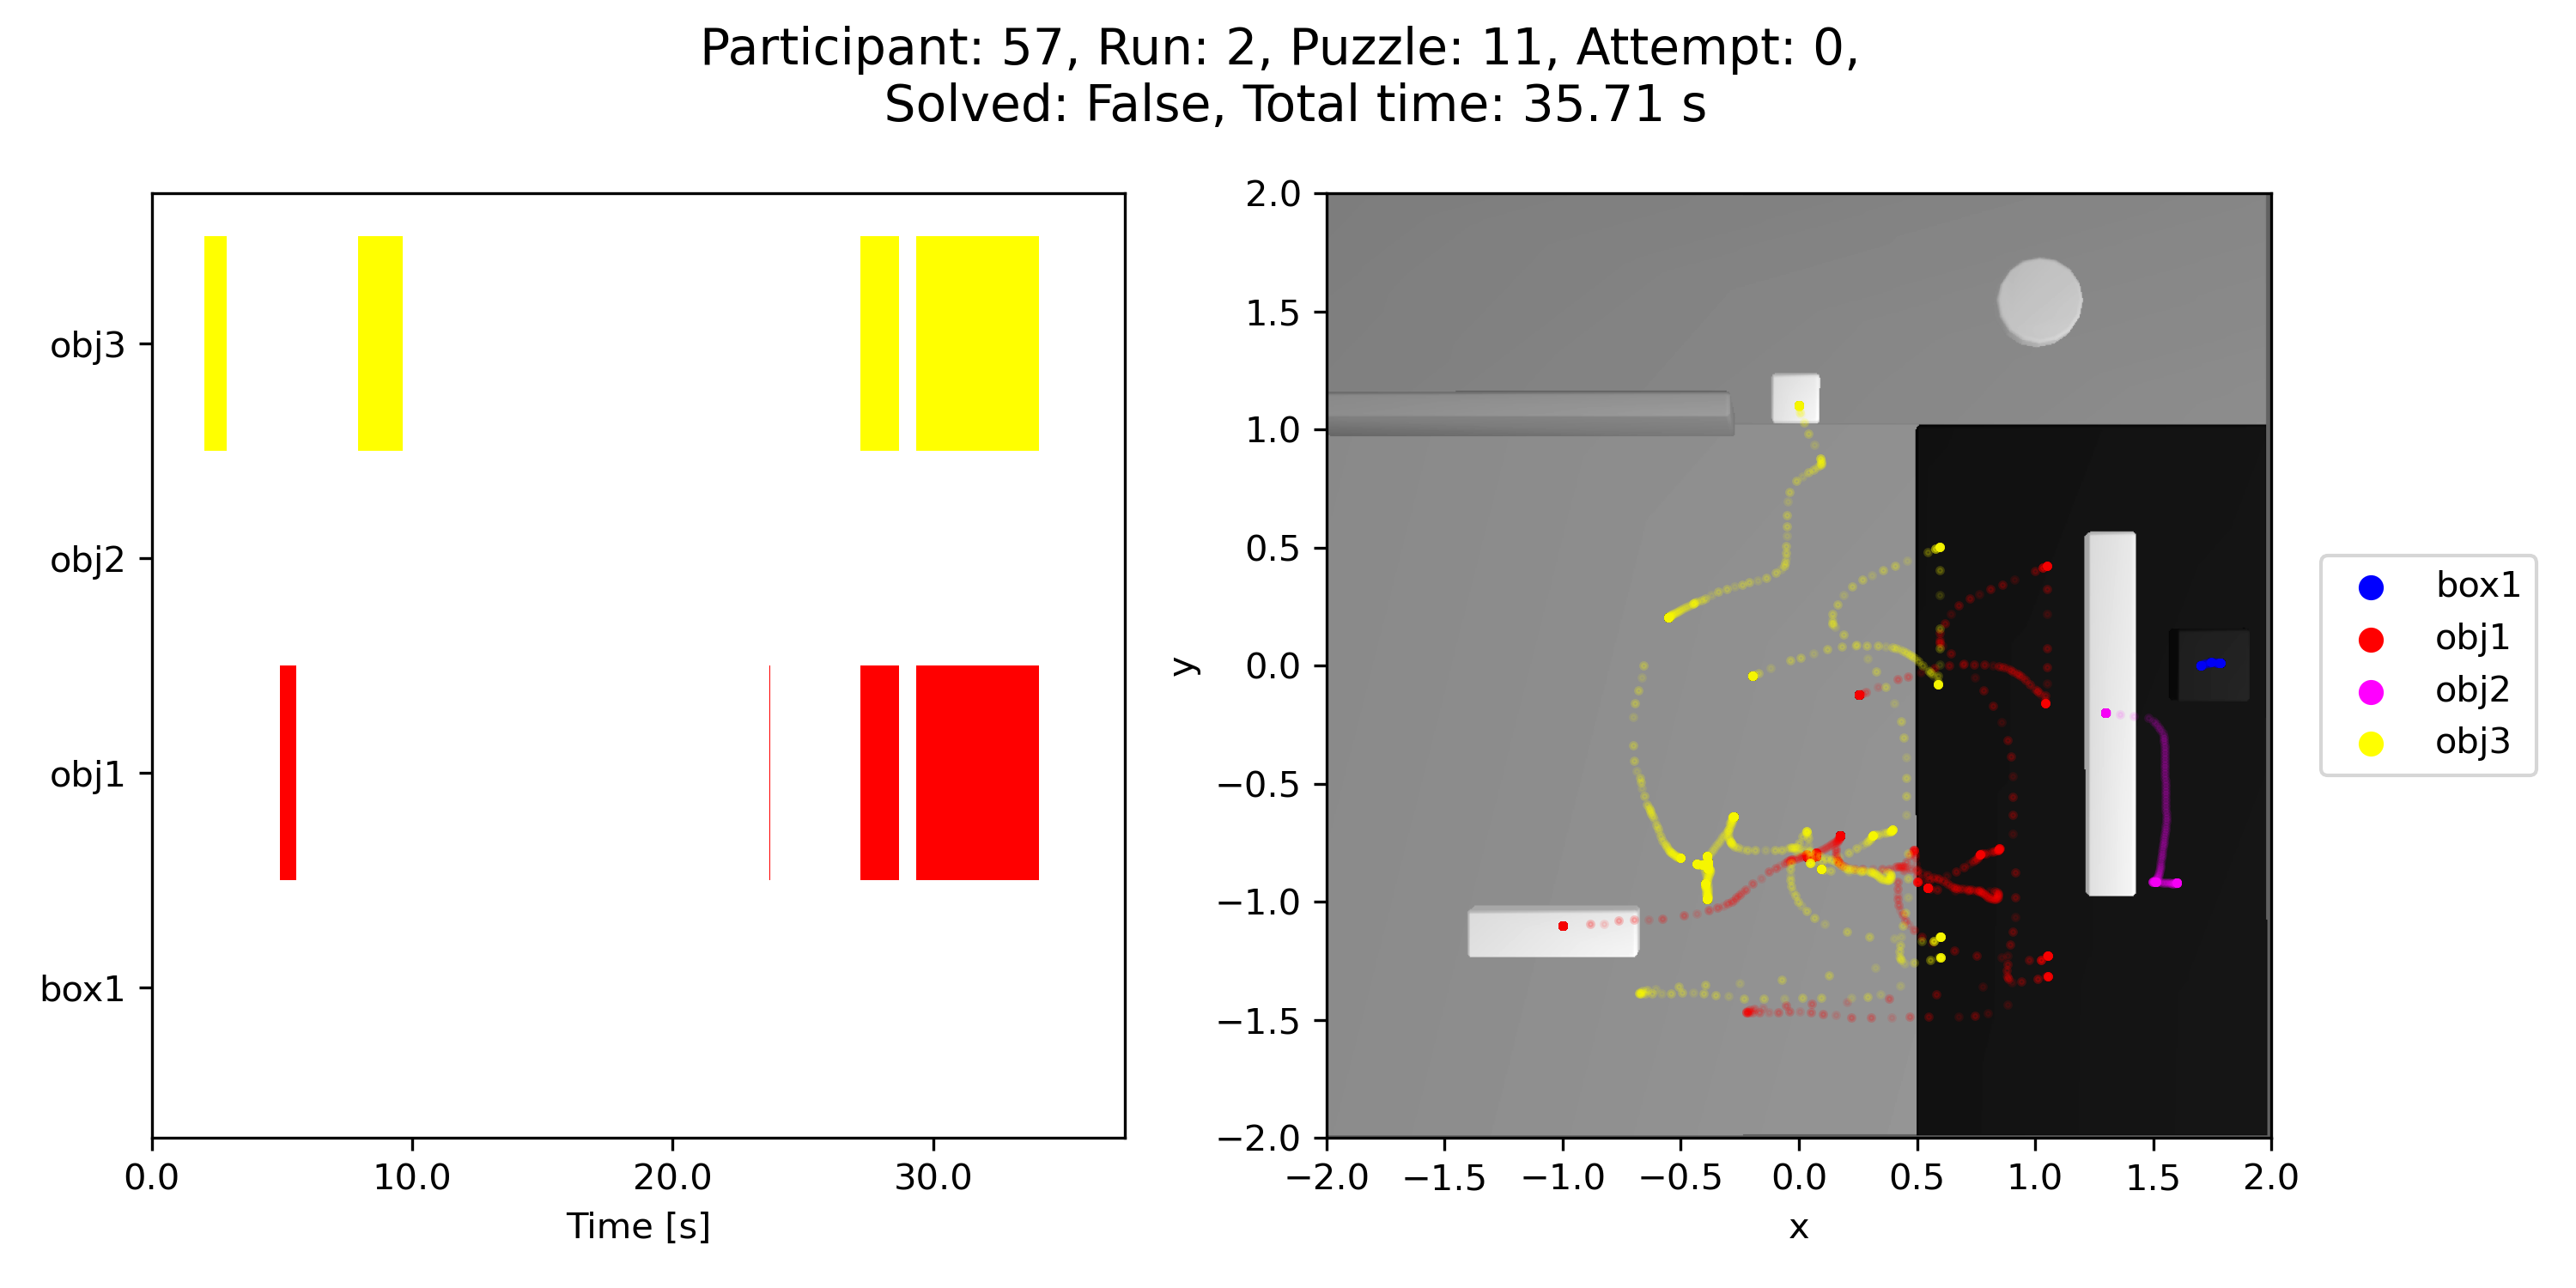 Participant: 57, Run: 2, Puzzle: 11, Attempt: 0,
Solved: False, Total time: 35.71 s
obj3
obj2
obj1
box1
0.0 10.0 20.0 30.0
Time [s]
2.0
1.5
1.0
0.5
0.0
−0.5
−1.0
−1.5
−2.0
y
−2.0 −1.5 −1.0 −0.5 0.0 0.5 1.0 1.5 2.0
x
box1
obj1
obj2
obj3